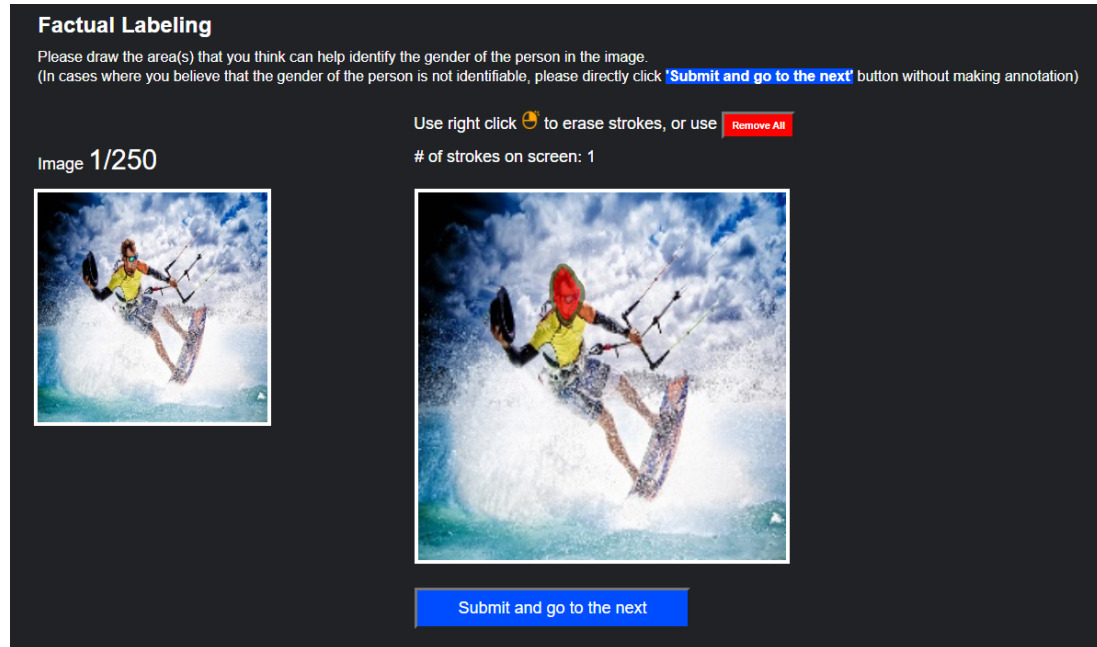 Factual Labeling
Please draw the area(s) that you think can help identify the gender of the person in the image.
(In cases where you believe that the gender of the person is not identifiable, please directly click 'Submit and go to the next' button without making annotation)
Use right click to erase strokes, or use Remove All
Image 1/250
# of strokes on screen: 1
Submit and go to the next